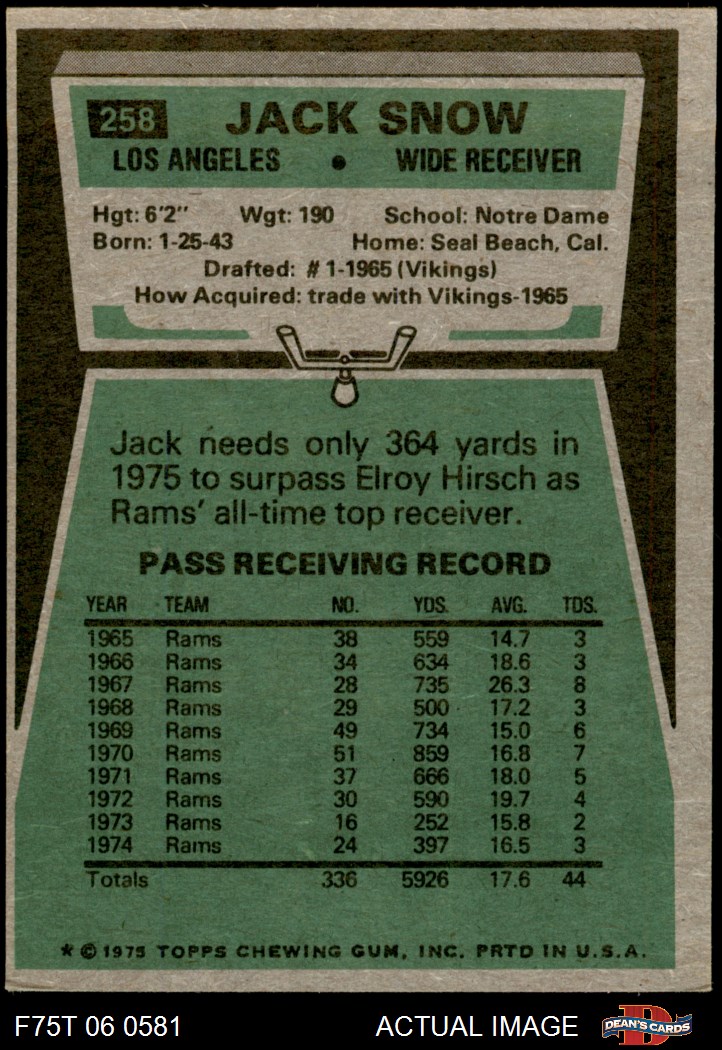 258 JACK SNOW
LOS ANGELES • WIDE RECEIVER
Hgt: 6'2" Wgt: 190 School: Notre Dame
Born: 1-25-43 Home: Seal Beach, Cal.
Drafted: #1-1965 (Vikings)
How Acquired: trade with Vikings-1965
Jack needs only 364 yards in
1975 to surpass Elroy Hirsch as
Rams' all-time top receiver.
PASS RECEIVING RECORD
YEAR TEAM NO. YDS. AVG. TDS.
1965 Rams 38 559 14.7 3
1966 Rams 34 634 18.6 3
1967 Rams 28 735 26.3 8
1968 Rams 29 500 17.2 3
1969 Rams 49 734 15.0 6
1970 Rams 51 859 16.8 7
1971 Rams 37 666 18.0 5
1972 Rams 30 590 19.7 4
1973 Rams 16 252 15.8 2
1974 Rams 24 397 16.5 3
Totals 336 5926 17.6 44
* © 1975 TOPPS CHEWING GUM, INC. PRTD IN U.S.A.
F75T 06 0581 ACTUAL IMAGE D DEAN'S CARDS